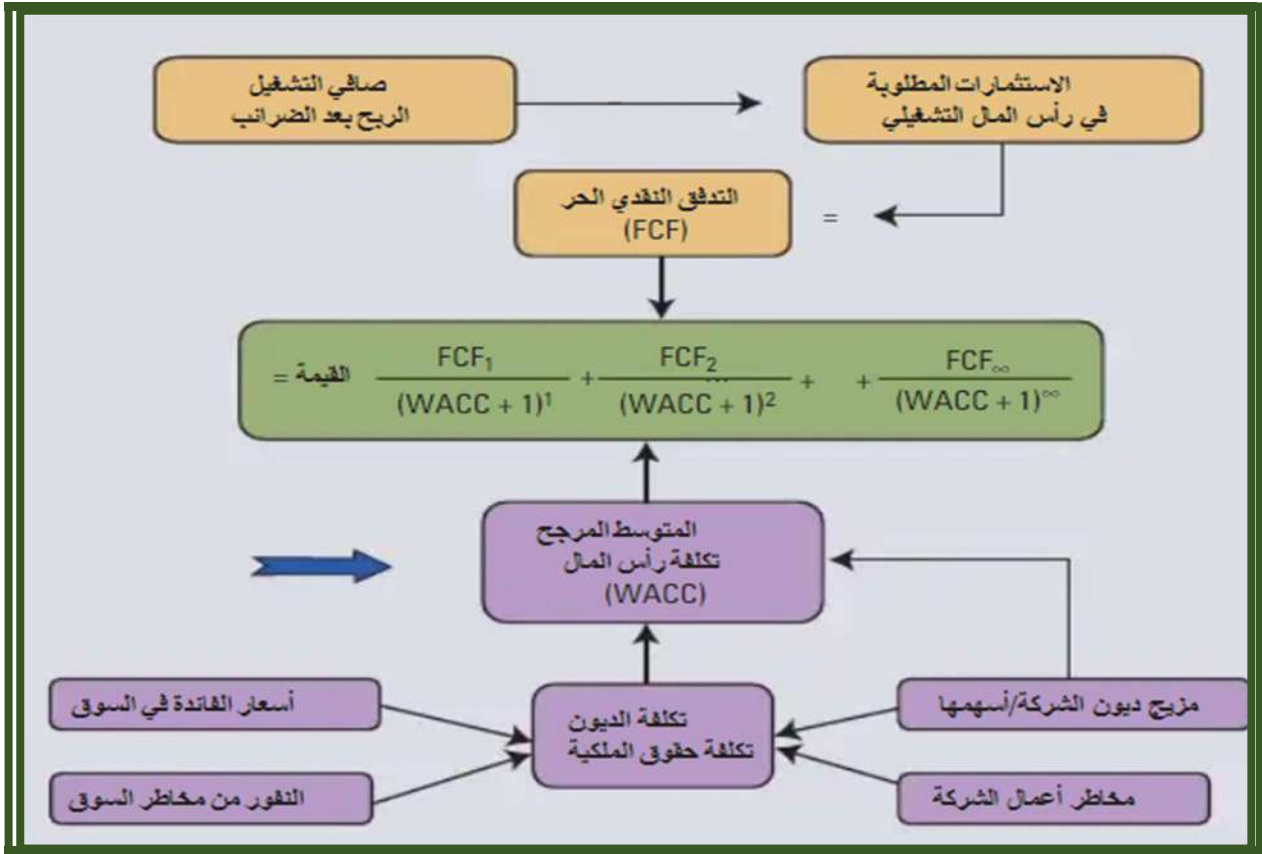 صافي التشغيل
الربح بعد الضرائب
الاستثمارات المطلوبة
في رأس المال التشغيلي
التدفق النقدي الحر
(FCF)
=
القيمة = FCF₁ / (WACC + 1)¹ + FCF₂ / (WACC + 1)² + ... + FCF∞ / (WACC + 1)∞
المتوسط المرجح
تكلفة رأس المال
(WACC)
أسعار الفائدة في السوق
تكلفة الديون
تكلفة حقوق الملكية
مزيج ديون الشركة/أسهمها
النفور من مخاطر السوق
مخاطر أعمال الشركة